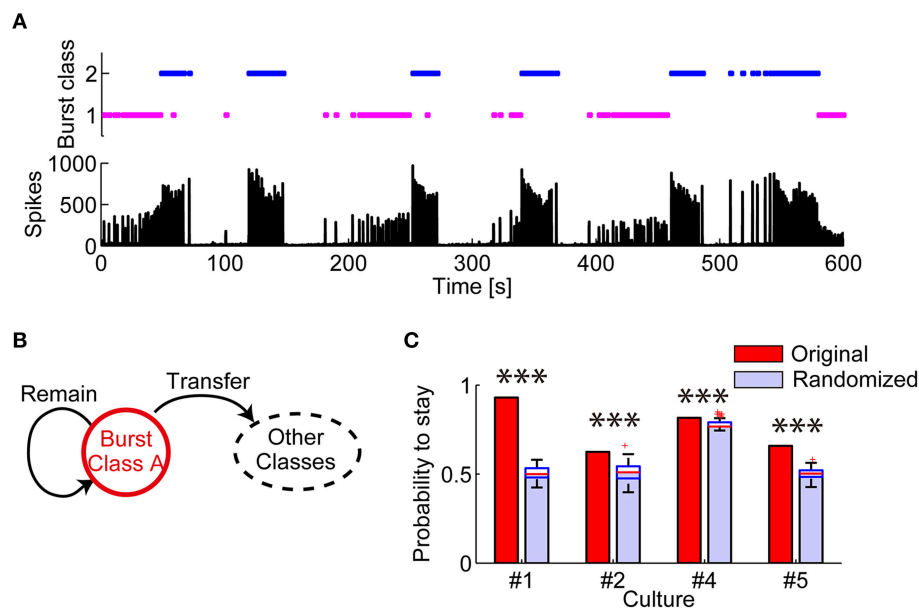 A
Burst class
2
1
Spikes
1000
500
0
0 100 200 300 400 500 600
Time [s]
B
Remain
Transfer
Burst
Class A
Other
Classes
C
Original
Randomized
Probability to stay
1
0.5
0
*** *** *** ***
#1 #2 #4 #5
Culture